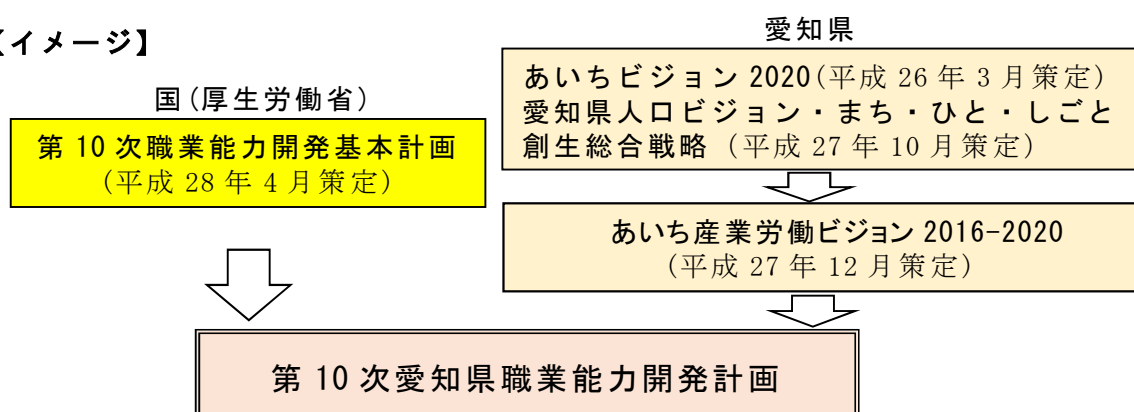 【イメージ】
国(厚生労働省)
第 10 次職業能力開発基本計画
(平成 28 年 4 月策定)
愛知県
あいちビジョン 2020(平成 26 年 3 月策定)
愛知県人口ビジョン・まち・ひと・しごと
創生総合戦略 (平成 27 年 10 月策定)
あいち産業労働ビジョン 2016-2020
(平成 27 年 12 月策定)
第 10 次愛知県職業能力開発計画